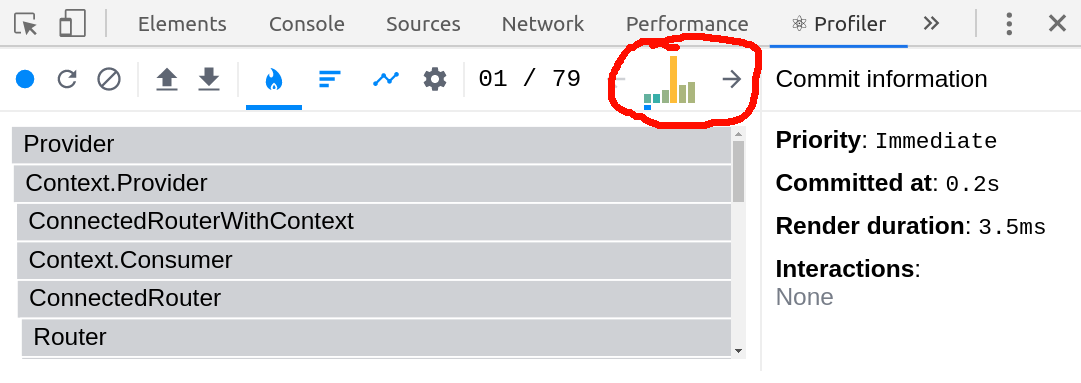 Elements Console Sources Network Performance ⚛ Profiler
01 / 79
Commit information
Provider
Context.Provider
ConnectedRouterWithContext
Context.Consumer
ConnectedRouter
Router
Priority: Immediate
Committed at: 0.2s
Render duration: 3.5ms
Interactions:
None